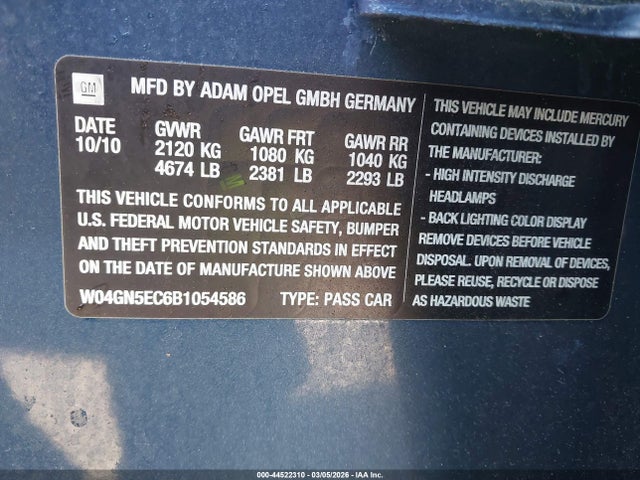 GM
MFD BY ADAM OPEL GMBH GERMANY
DATE GVWR GAWR FRT GAWR RR
10/10 2120 KG 1080 KG 1040 KG
4674 LB 2381 LB 2293 LB
THIS VEHICLE CONFORMS TO ALL APPLICABLE
U.S. FEDERAL MOTOR VEHICLE SAFETY, BUMPER
AND THEFT PREVENTION STANDARDS IN EFFECT
ON THE DATE OF MANUFACTURE SHOWN ABOVE
W04GN5EC6B1054586 TYPE: PASS CAR
THIS VEHICLE MAY INCLUDE MERCURY
CONTAINING DEVICES INSTALLED BY
THE MANUFACTURER:
- HIGH INTENSITY DISCHARGE
HEADLAMPS
- BACK LIGHTING COLOR DISPLAY
REMOVE DEVICES BEFORE VEHICLE
DISPOSAL. UPON REMOVAL OF DEVICES,
PLEASE REUSE, RECYCLE OR DISPOSE
AS HAZARDOUS WASTE
000-44522310 | 03/05/2026 | IAA Inc.